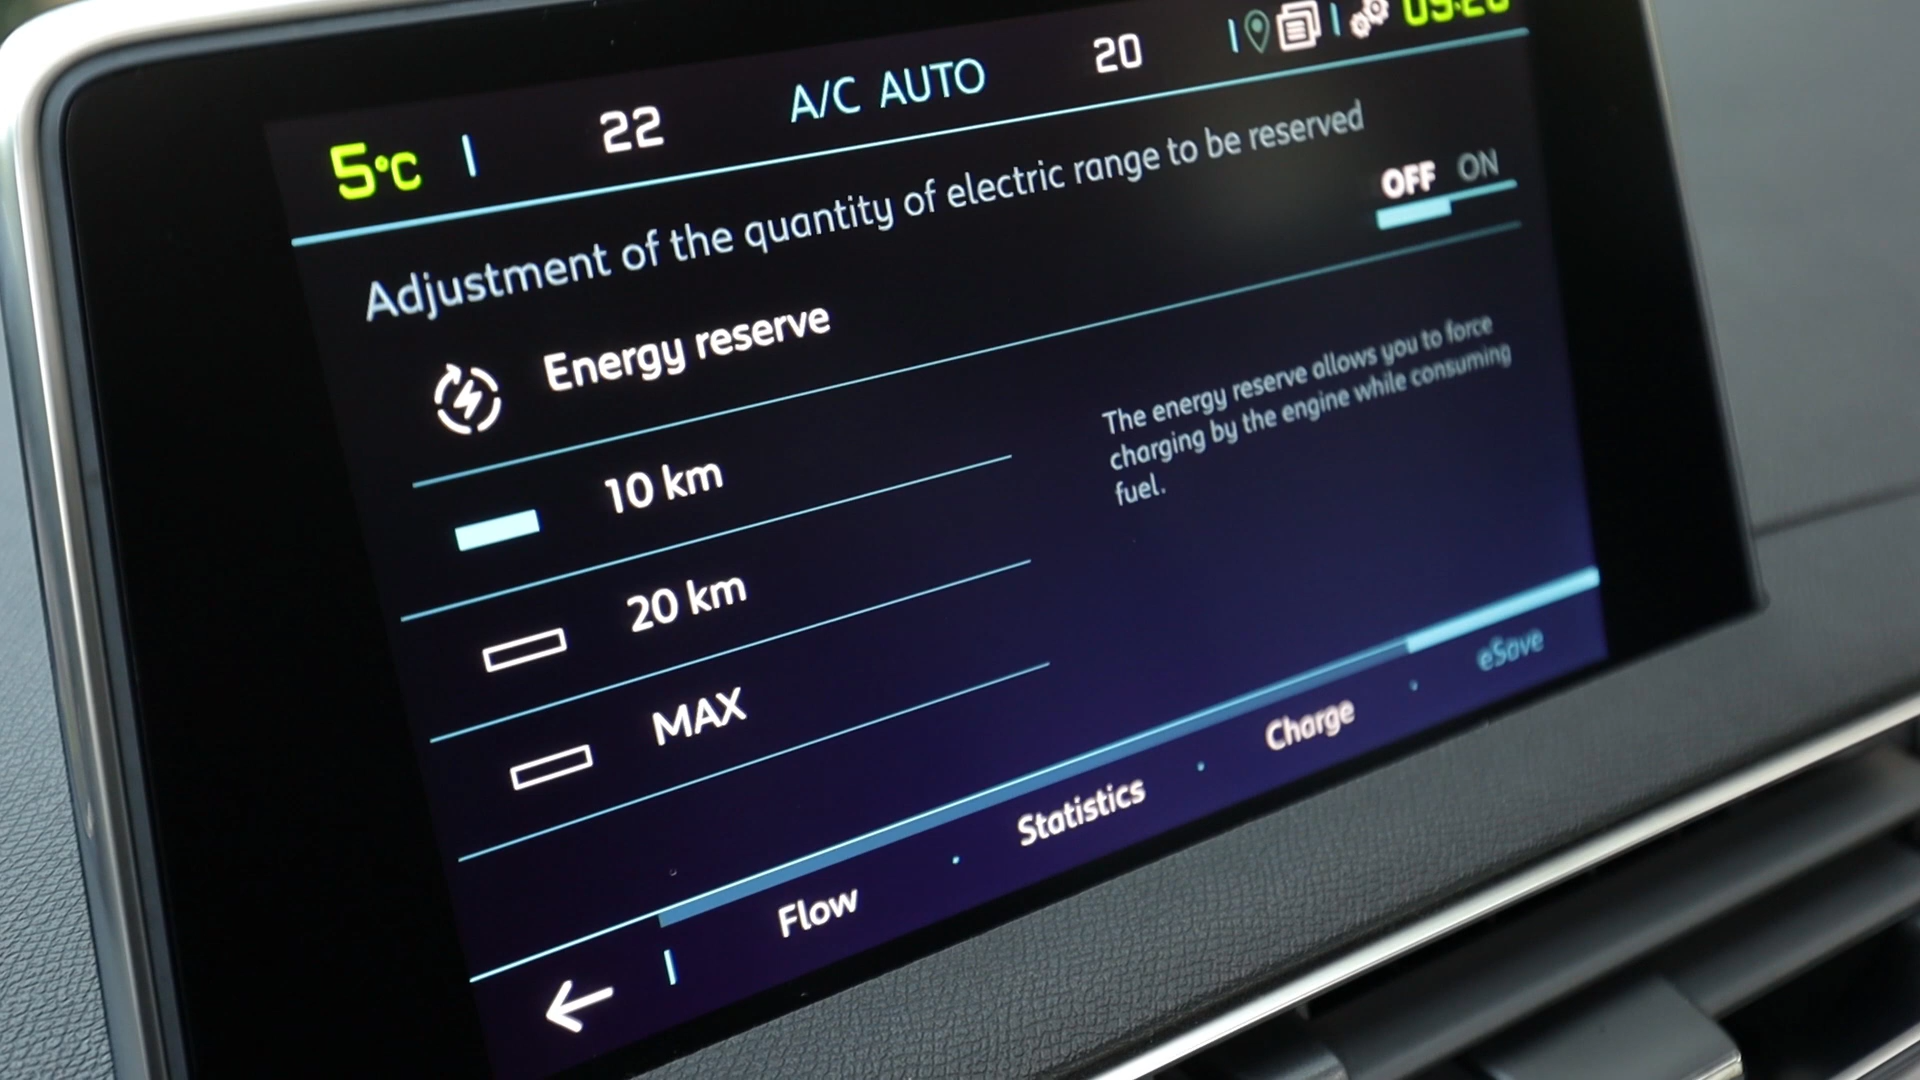 5°C 22 A/C AUTO 20
Adjustment of the quantity of electric range to be reserved
Energy reserve OFF ON
10 km
20 km
MAX
The energy reserve allows you to force
charging by the engine while consuming
fuel.
Flow Statistics Charge eSave